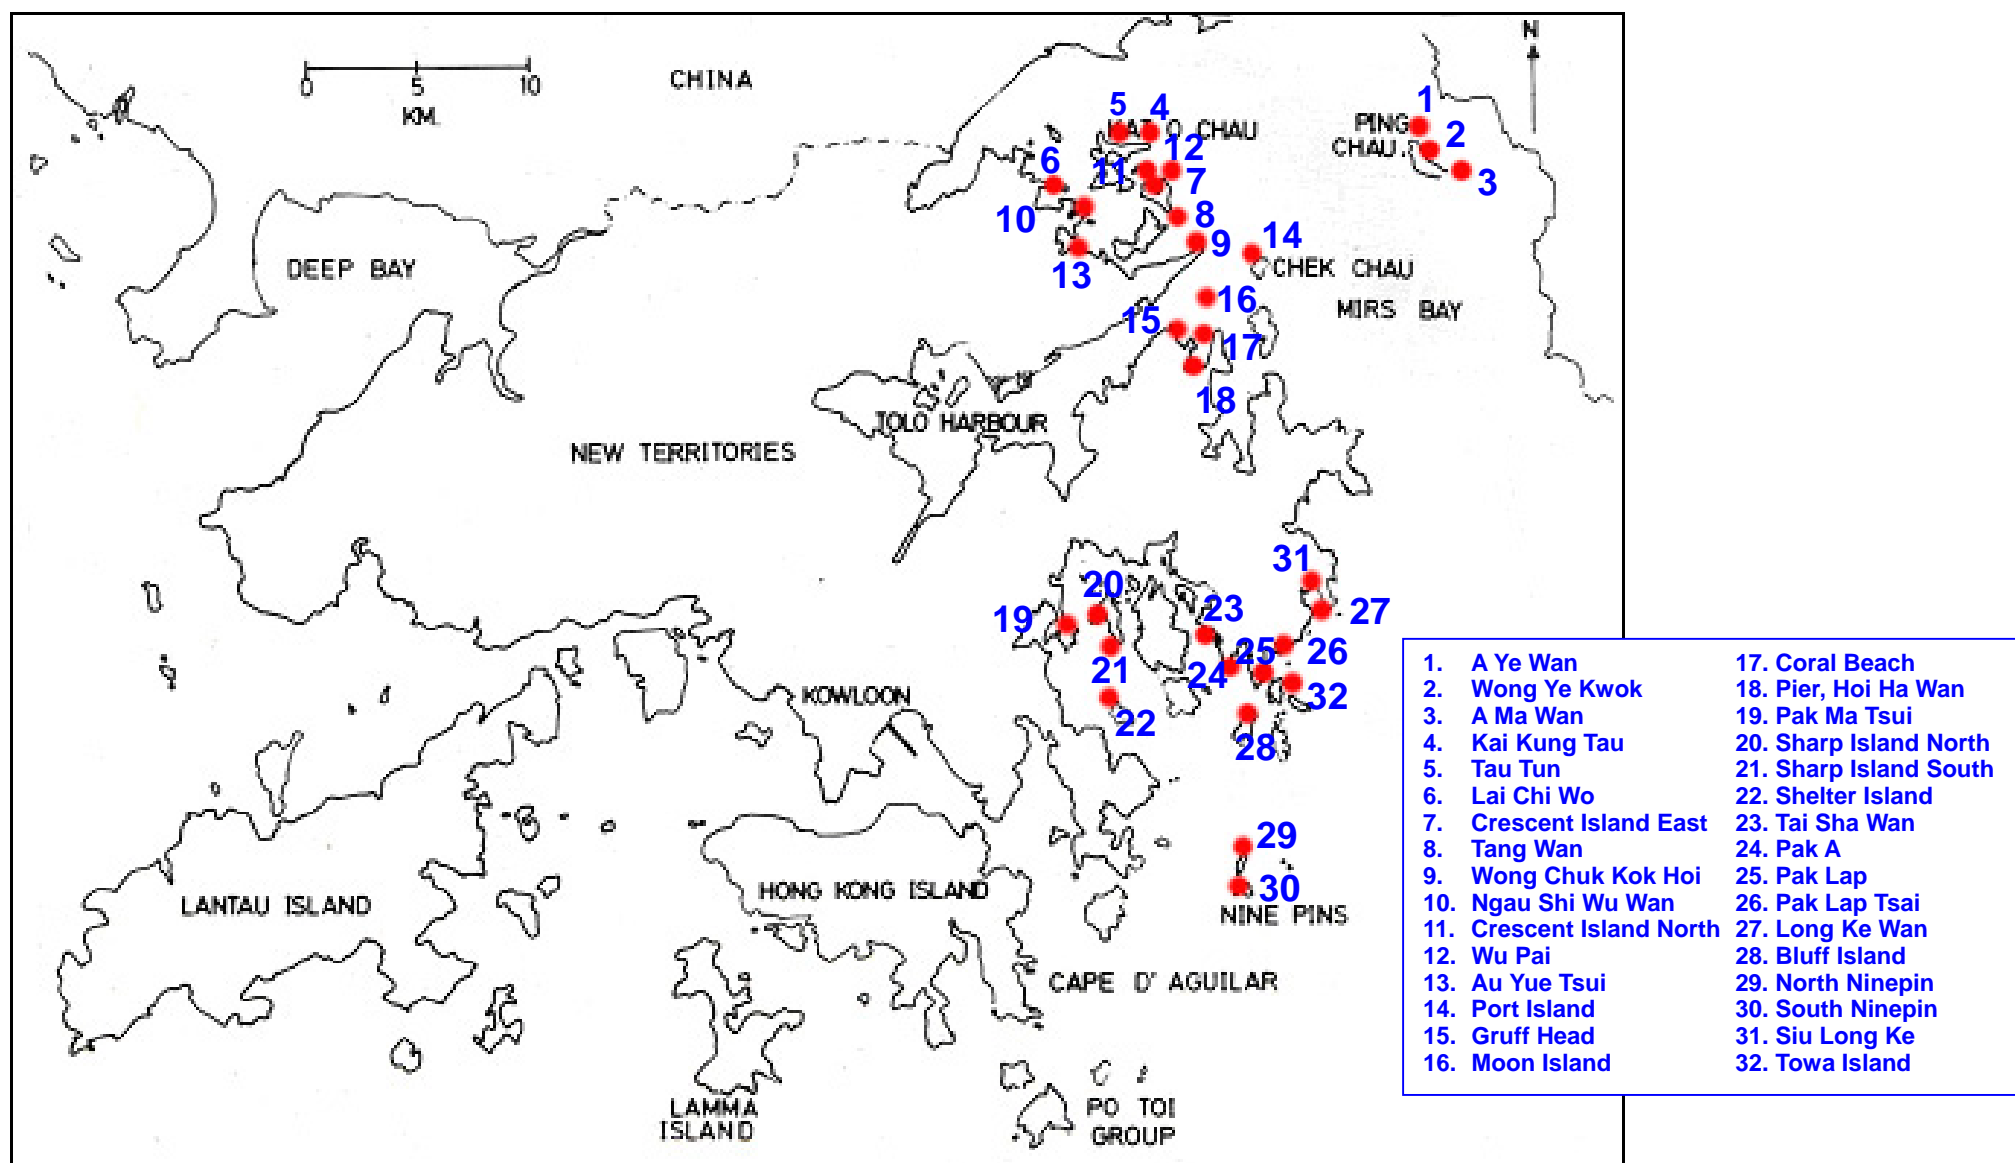 N
CHINA
0 5 10
KM.
5 4
KAT O CHAU
1
PING
CHAU
2
3
12
6 11 7
10 8
9 14
13
CHEK CHAU
DEEP BAY
MIRS BAY
16
15
17
18
TOLO HARBOUR
NEW TERRITORIES
31
20
19 23 27
21 24 25 26
32
KOWLOON
22
28
29
30
LANTAU ISLAND
HONG KONG ISLAND
NINE PINS
CAPE D' AGUILAR
LAMMA
ISLAND
PO TOI
GROUP
1. A Ye Wan
2. Wong Ye Kwok
3. A Ma Wan
4. Kai Kung Tau
5. Tau Tun
6. Lai Chi Wo
7. Crescent Island East
8. Tang Wan
9. Wong Chuk Kok Hoi
10. Ngau Shi Wu Wan
11. Crescent Island North
12. Wu Pai
13. Au Yue Tsui
14. Port Island
15. Gruff Head
16. Moon Island
17. Coral Beach
18. Pier, Hoi Ha Wan
19. Pak Ma Tsui
20. Sharp Island North
21. Sharp Island South
22. Shelter Island
23. Tai Sha Wan
24. Pak A
25. Pak Lap
26. Pak Lap Tsai
27. Long Ke Wan
28. Bluff Island
29. North Ninepin
30. South Ninepin
31. Siu Long Ke
32. Towa Island